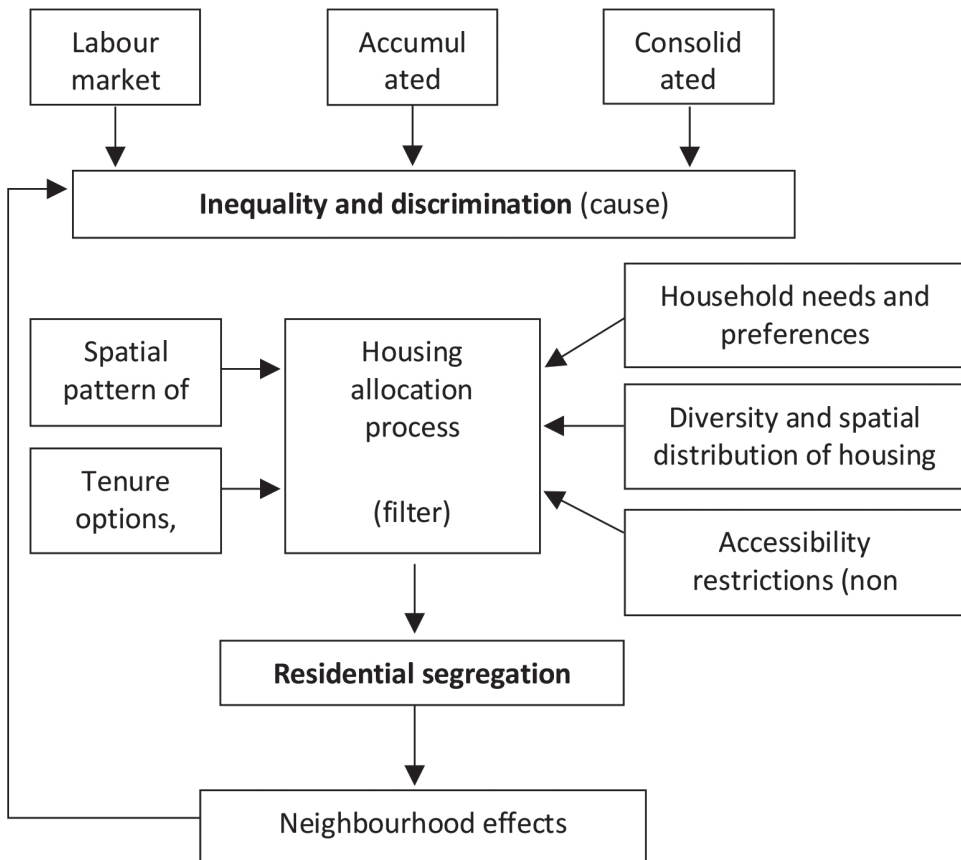 Labour
market
Accumul
ated
Consolid
ated
Inequality and discrimination (cause)
Spatial
pattern of
Tenure
options,
Housing
allocation
process
(filter)
Household needs and
preferences
Diversity and spatial
distribution of housing
Accessibility
restrictions (non
Residential segregation
Neighbourhood effects